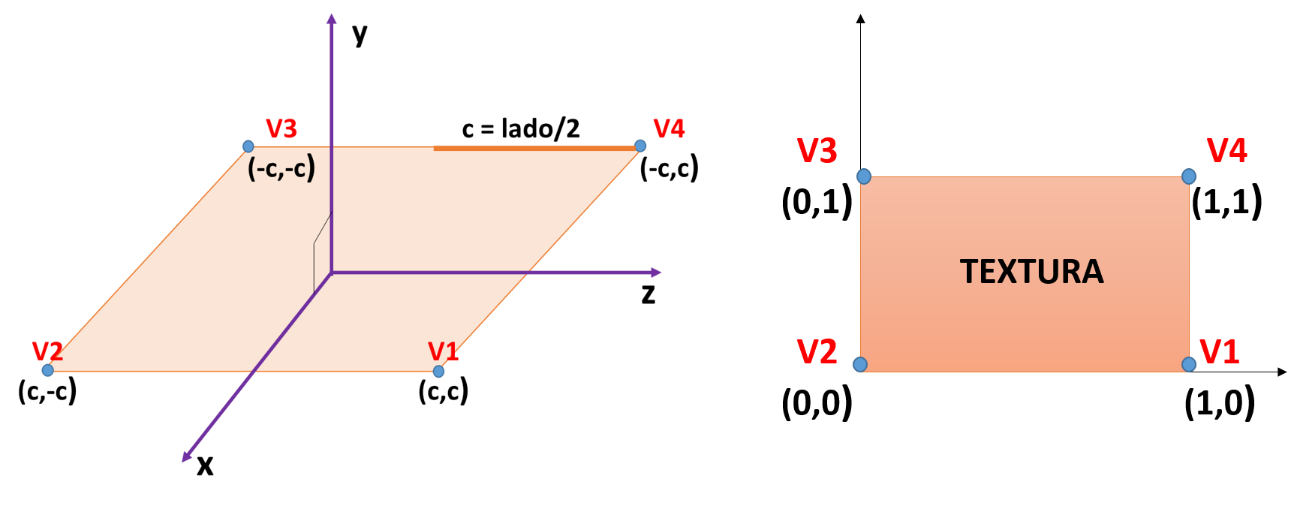 y
V3
c = lado/2
V4
(-c,-c)
(-c,c)
z
V2
V1
(c,-c)
(c,c)
x
V3
V4
(0,1)
(1,1)
TEXTURA
V2
V1
(0,0)
(1,0)